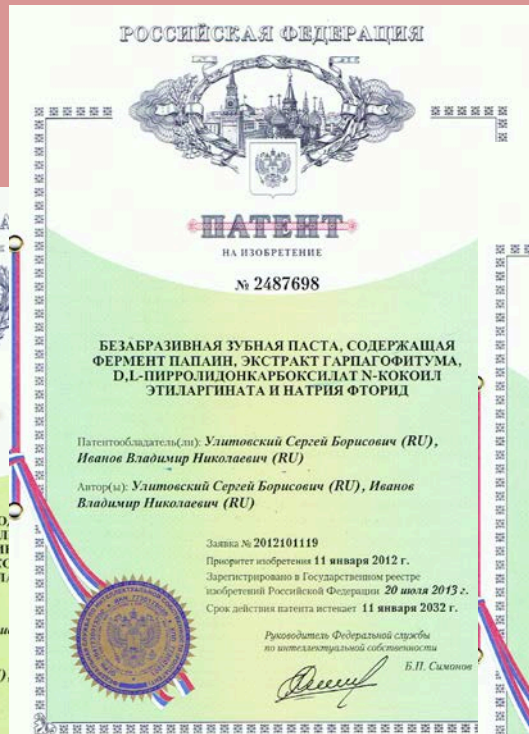 РОССИЙСКАЯ ФЕДЕРАЦИЯ
ПАТЕНТ
НА ИЗОБРЕТЕНИЕ
№ 2487698
БЕЗАБРАЗИВНАЯ ЗУБНАЯ ПАСТА, СОДЕРЖАЩАЯ
ФЕРМЕНТ ПАПАИН, ЭКСТРАКТ ГАРПАГОФИТУМА,
D,L-ПИРРОЛИДОНКАРБОКСИЛАТ N-КОКОИЛ
ЭТИЛАРГИНАТА И НАТРИЯ ФТОРИД
Патентообладатель(ли): Улитовский Сергей Борисович (RU),
Иванов Владимир Николаевич (RU)
Автор(ы): Улитовский Сергей Борисович (RU), Иванов
Владимир Николаевич (RU)
Заявка № 2012101119
Приоритет изобретения 11 января 2012 г.
Зарегистрировано в Государственном реестре
изобретений Российской Федерации 20 июля 2013 г.
Срок действия патента истекает 11 января 2032 г.
Руководитель Федеральной службы
по интеллектуальной собственности
Б.П. Симонов